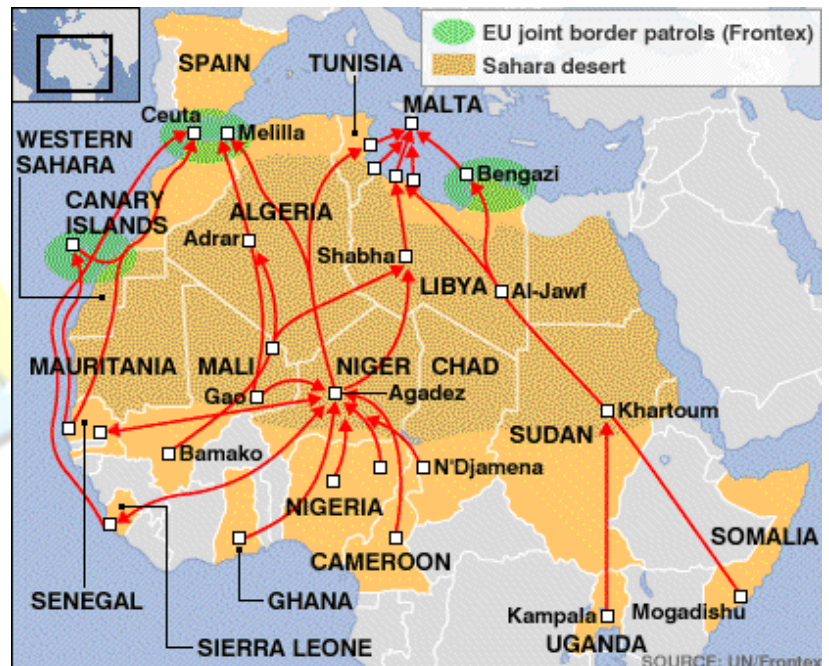 EU joint border patrols (Frontex)
Sahara desert
SPAIN
TUNISIA
MALTA
Ceuta
Melilla
WESTERN
SAHARA
Bengazi
CANARY
ISLANDS
ALGERIA
Adrar
Shabha
LIBYA
Al-Jawf
MAURITANIA
MALI
NIGER
CHAD
Gao
Agadez
Khartoum
SUDAN
Bamako
N'Djamena
NIGERIA
SOMALIA
CAMEROON
SENEGAL
GHANA
Kampala
Mogadishu
UGANDA
SIERRA LEONE
SOURCE: UN/Frontex